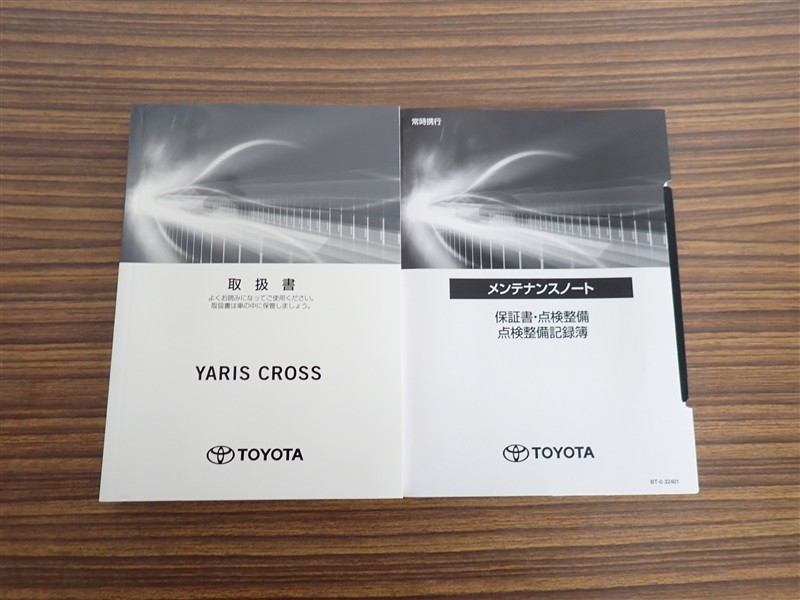 取扱書
よくお読みになってご使用ください。
取扱書は車の中に保管しましょう。
YARIS CROSS
TOYOTA
常時携行
メンテナンスノート
保証書・点検整備
点検整備記録簿
TOYOTA
BT-0 32401